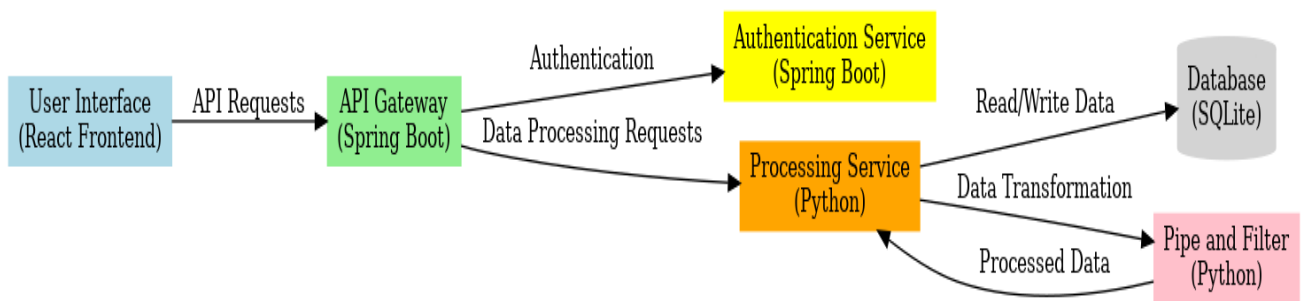 User Interface
(React Frontend)
API Requests
API Gateway
(Spring Boot)
Authentication
Data Processing Requests
Authentication Service
(Spring Boot)
Processing Service
(Python)
Read/Write Data
Data Transformation
Processed Data
Database
(SQLite)
Pipe and Filter
(Python)